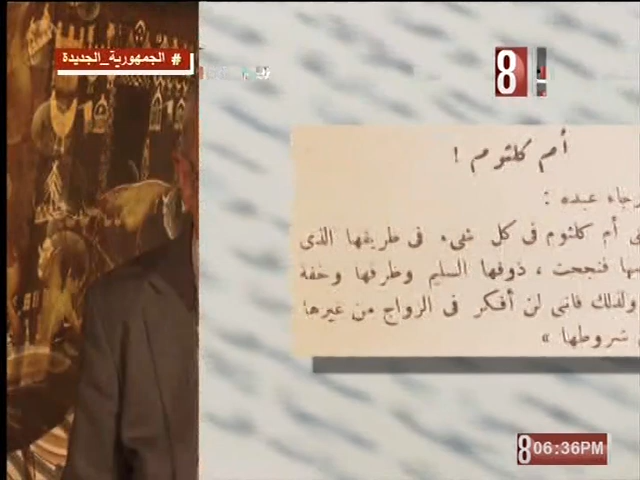 # الجمهورية_الجديدة
8
أم كلثوم !
رجاء عبده :
أم كلثوم فى كل شىء فى طريقها الذى
فنجحت ، ذوقها السليم وظرفها وخفة
ولذلك فانى لن أفكر فى الزواج من غيرها
شروطها »
8 06:36PM